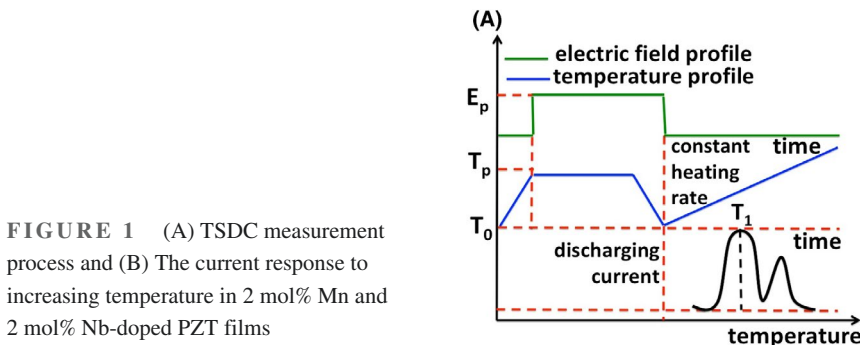 FIGURE 1 (A) TSDC measurement
process and (B) The current response to
increasing temperature in 2 mol% Mn and
2 mol% Nb-doped PZT films
(A)
electric field profile
temperature profile
Ep
time
constant
heating
rate
Tp
T0
T1
time
discharging
current
temperature